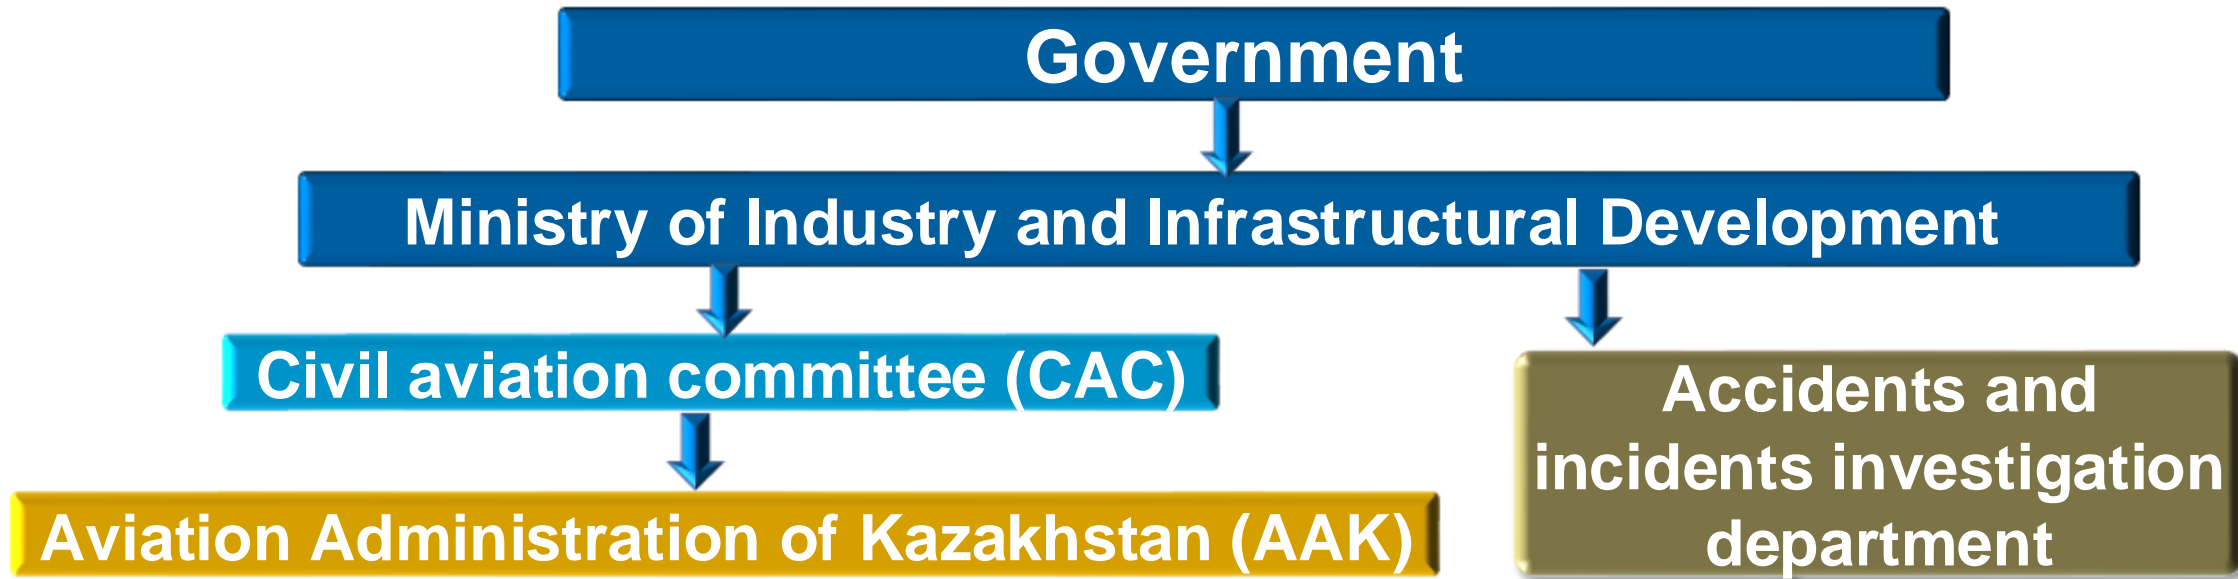 Government
Ministry of Industry and Infrastructural Development
Civil aviation committee (CAC)
Accidents and
incidents investigation
department
Aviation Administration of Kazakhstan (AAK)